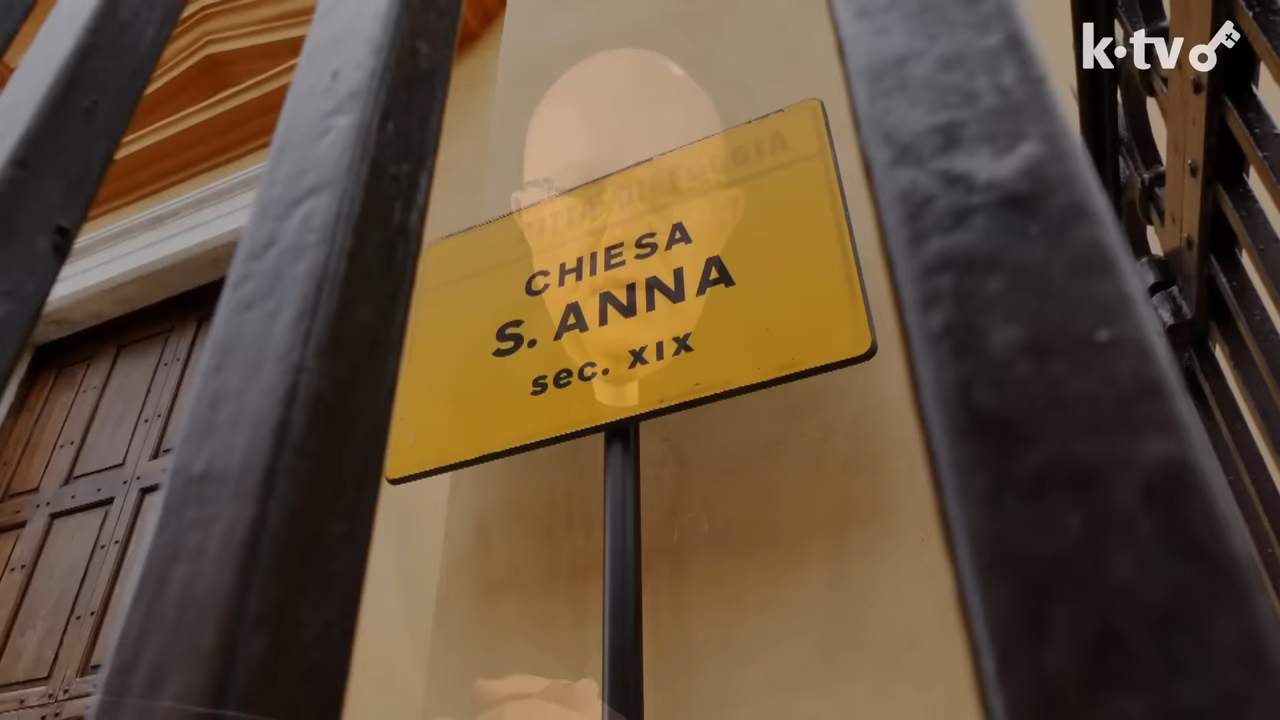 k·tv
CHIESA
S. ANNA
sec. XIX